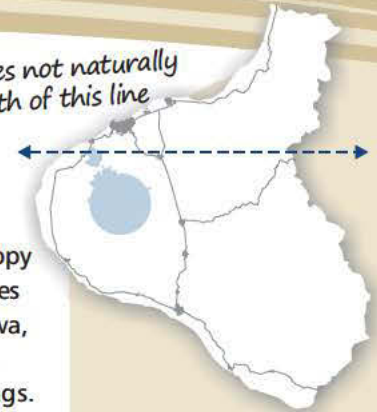 es not naturally
th of this line
opy
es
va,
gs.